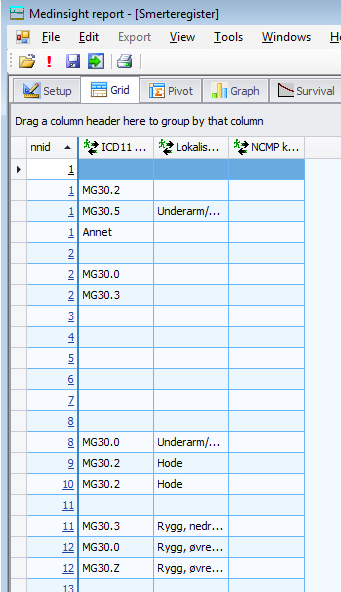 Medinsight report - [Smerteregister]
File Edit Export View Tools Windows
Setup Grid Pivot Graph Survival
Drag a column header here to group by that column
nnid ICD11 ... Lokalis... NCMP k...
1
1 MG30.2
1 MG30.5 Underarm/...
1 Annet
2
2 MG30.0
2 MG30.3
3
4
5
6
7
8
8 MG30.0 Underarm/...
9 MG30.2 Hode
10 MG30.2 Hode
11
11 MG30.3 Rygg, nedr...
12 MG30.0 Rygg, øvre...
12 MG30.Z Rygg, øvre...
13